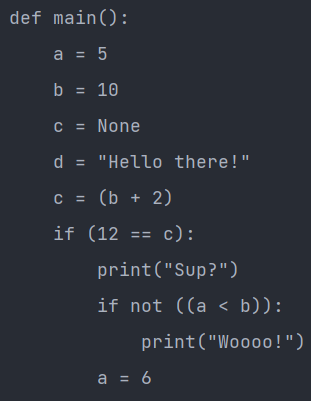 def main():
    a = 5
    b = 10
    c = None
    d = "Hello there!"
    c = (b + 2)
    if (12 == c):
        print("Sup?")
        if not ((a < b)):
            print("Woooo!")
        a = 6